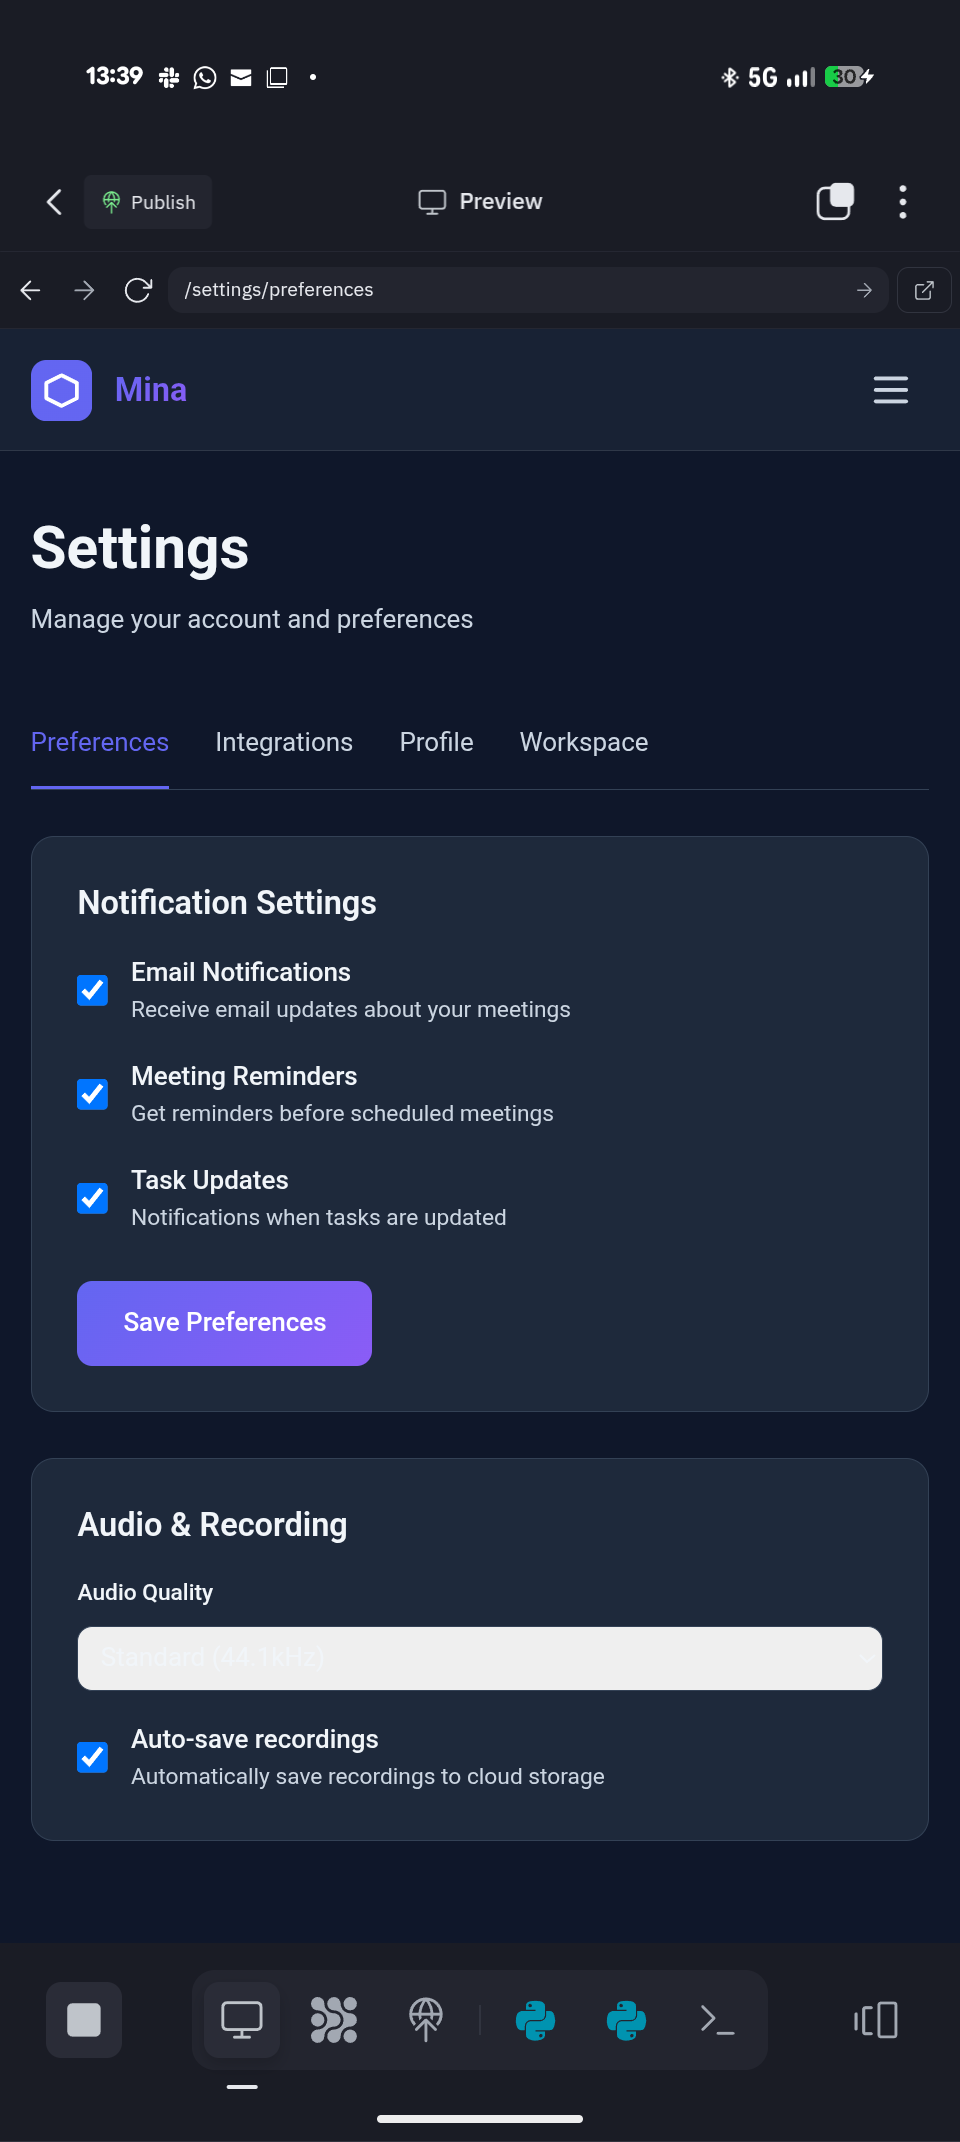 13:39
5G
30
Publish
Preview
/settings/preferences
Mina
Settings
Manage your account and preferences
Preferences Integrations Profile Workspace
Notification Settings
Email Notifications
Receive email updates about your meetings
Meeting Reminders
Get reminders before scheduled meetings
Task Updates
Notifications when tasks are updated
Save Preferences
Audio & Recording
Audio Quality
Standard (44.1kHz)
Auto-save recordings
Automatically save recordings to cloud storage